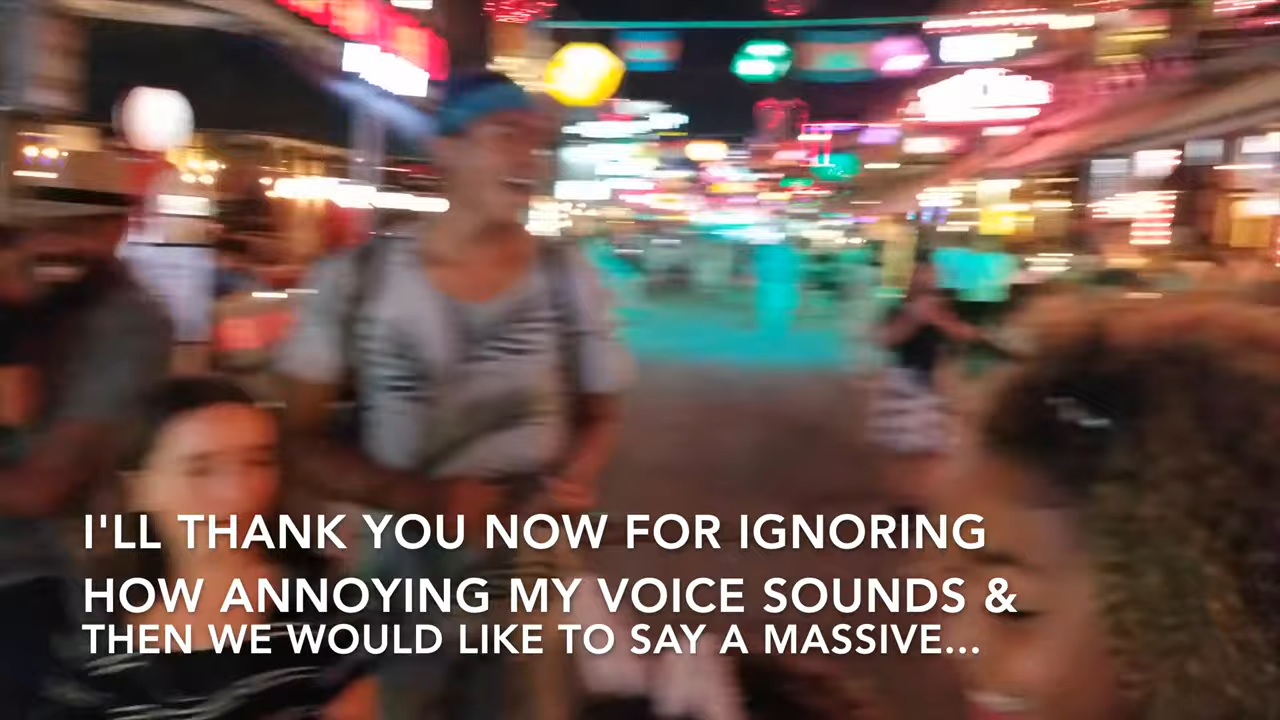 I'LL THANK YOU NOW FOR IGNORING
HOW ANNOYING MY VOICE SOUNDS &
THEN WE WOULD LIKE TO SAY A MASSIVE...